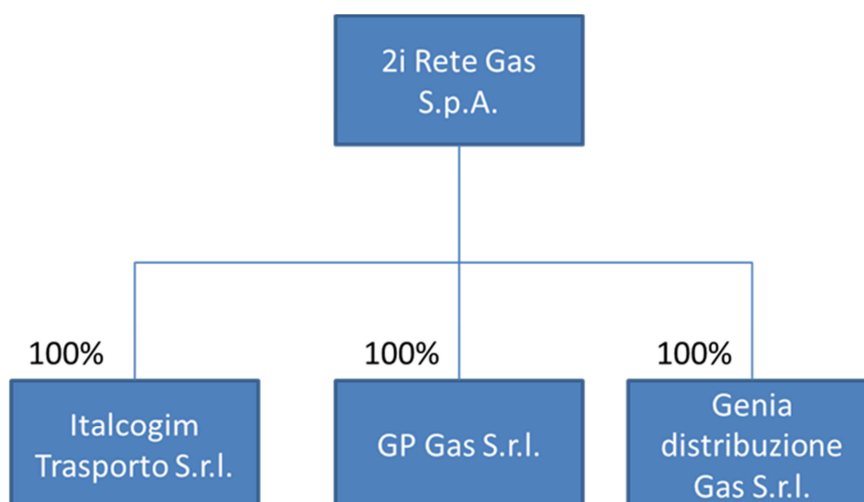 2i Rete Gas
S.p.A.
100%
100%
100%
Italcogim
Trasporto S.r.l.
GP Gas S.r.l.
Genia
distribuzione
Gas S.r.l.